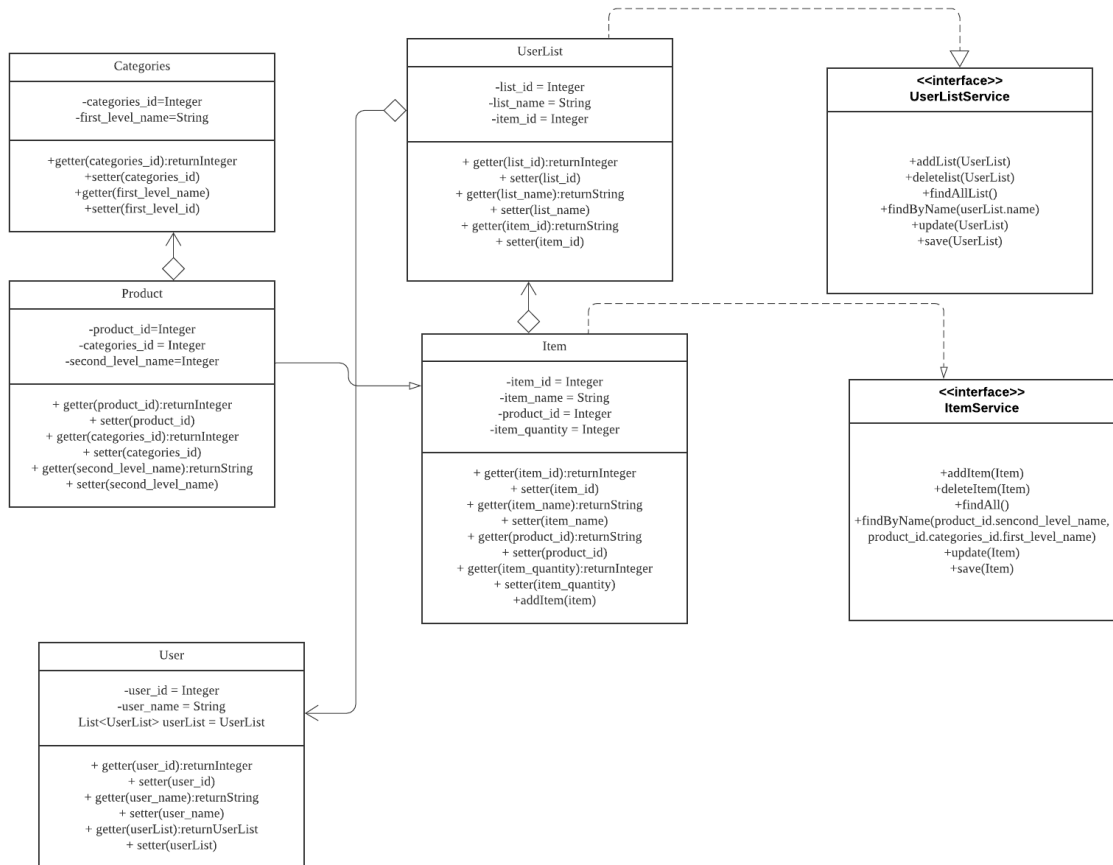 Categories
-categories_id=Integer
-first_level_name=String
+getter(categories_id):returnInteger
+setter(categories_id)
+getter(first_level_name)
+setter(first_level_id)
Product
-product_id=Integer
-categories_id = Integer
-second_level_name=Integer
+ getter(product_id):returnInteger
+ setter(product_id)
+ getter(categories_id):returnInteger
+ setter(categories_id)
+ getter(second_level_name):returnString
+ setter(second_level_name)
User
-user_id = Integer
-user_name = String
List<UserList> userList = UserList
+ getter(user_id):returnInteger
+ setter(user_id)
+ getter(user_name):returnString
+ setter(user_name)
+ getter(userList):returnUserList
+ setter(userList)
UserList
-list_id = Integer
-list_name = String
-item_id = Integer
+ getter(list_id):returnInteger
+ setter(list_id)
+ getter(list_name):returnString
+ setter(list_name)
+ getter(item_id):returnString
+ setter(item_id)
Item
-item_id = Integer
-item_name = String
-product_id = Integer
-item_quantity = Integer
+ getter(item_id):returnInteger
+ setter(item_id)
+ getter(item_name):returnString
+ setter(item_name)
+ getter(product_id):returnString
+ setter(product_id)
+ getter(item_quantity):returnInteger
+ setter(item_quantity)
+addItem(item)
<<interface>>
UserListService
+addList(UserList)
+deletelist(UserList)
+findAllList()
+findByName(userList.name)
+update(UserList)
+save(UserList)
<<interface>>
ItemService
+addItem(Item)
+deleteItem(Item)
+findAll()
+findByName(product_id.sencond_level_name,
product_id.categories_id.first_level_name)
+update(Item)
+save(Item)